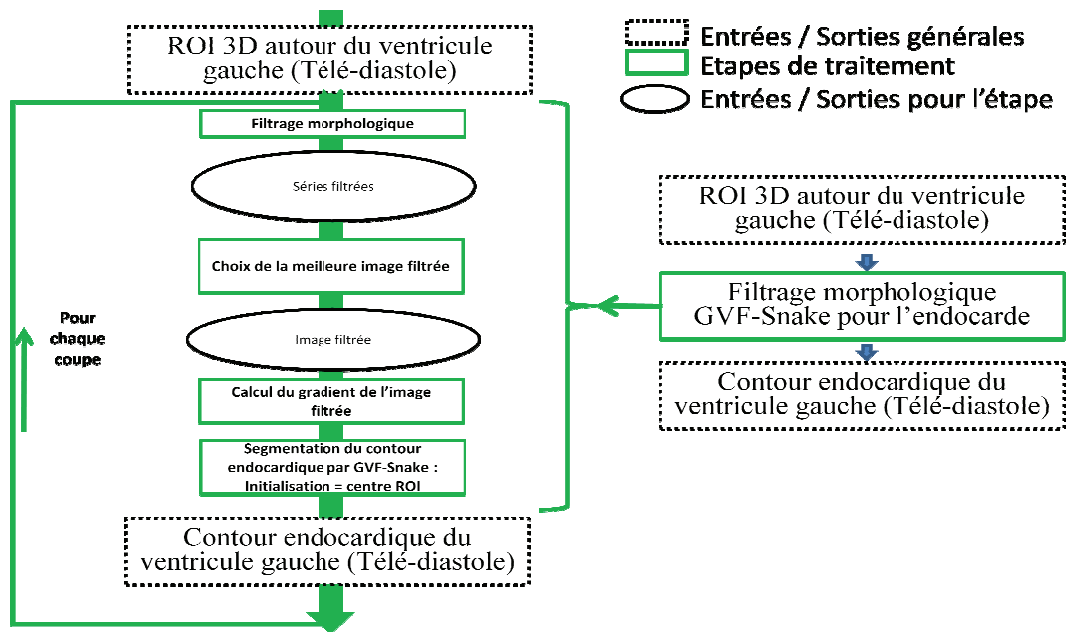 ROI 3D autour du ventricule
gauche (Télé-diastole)
Filtrage morphologique
Séries filtrées
Choix de la meilleure image filtrée
Image filtrée
Calcul du gradient de l'image
filtrée
Segmentation du contour
endocardique par GVF-Snake :
Initialisation = centre ROI
Contour endocardique du
ventricule gauche (Télé-diastole)
Pour
chaque
coupe
Entrées / Sorties générales
Etapes de traitement
Entrées / Sorties pour l'étape
ROI 3D autour du ventricule
gauche (Télé-diastole)
Filtrage morphologique
GVF-Snake pour l'endocarde
Contour endocardique du
ventricule gauche (Télé-diastole)